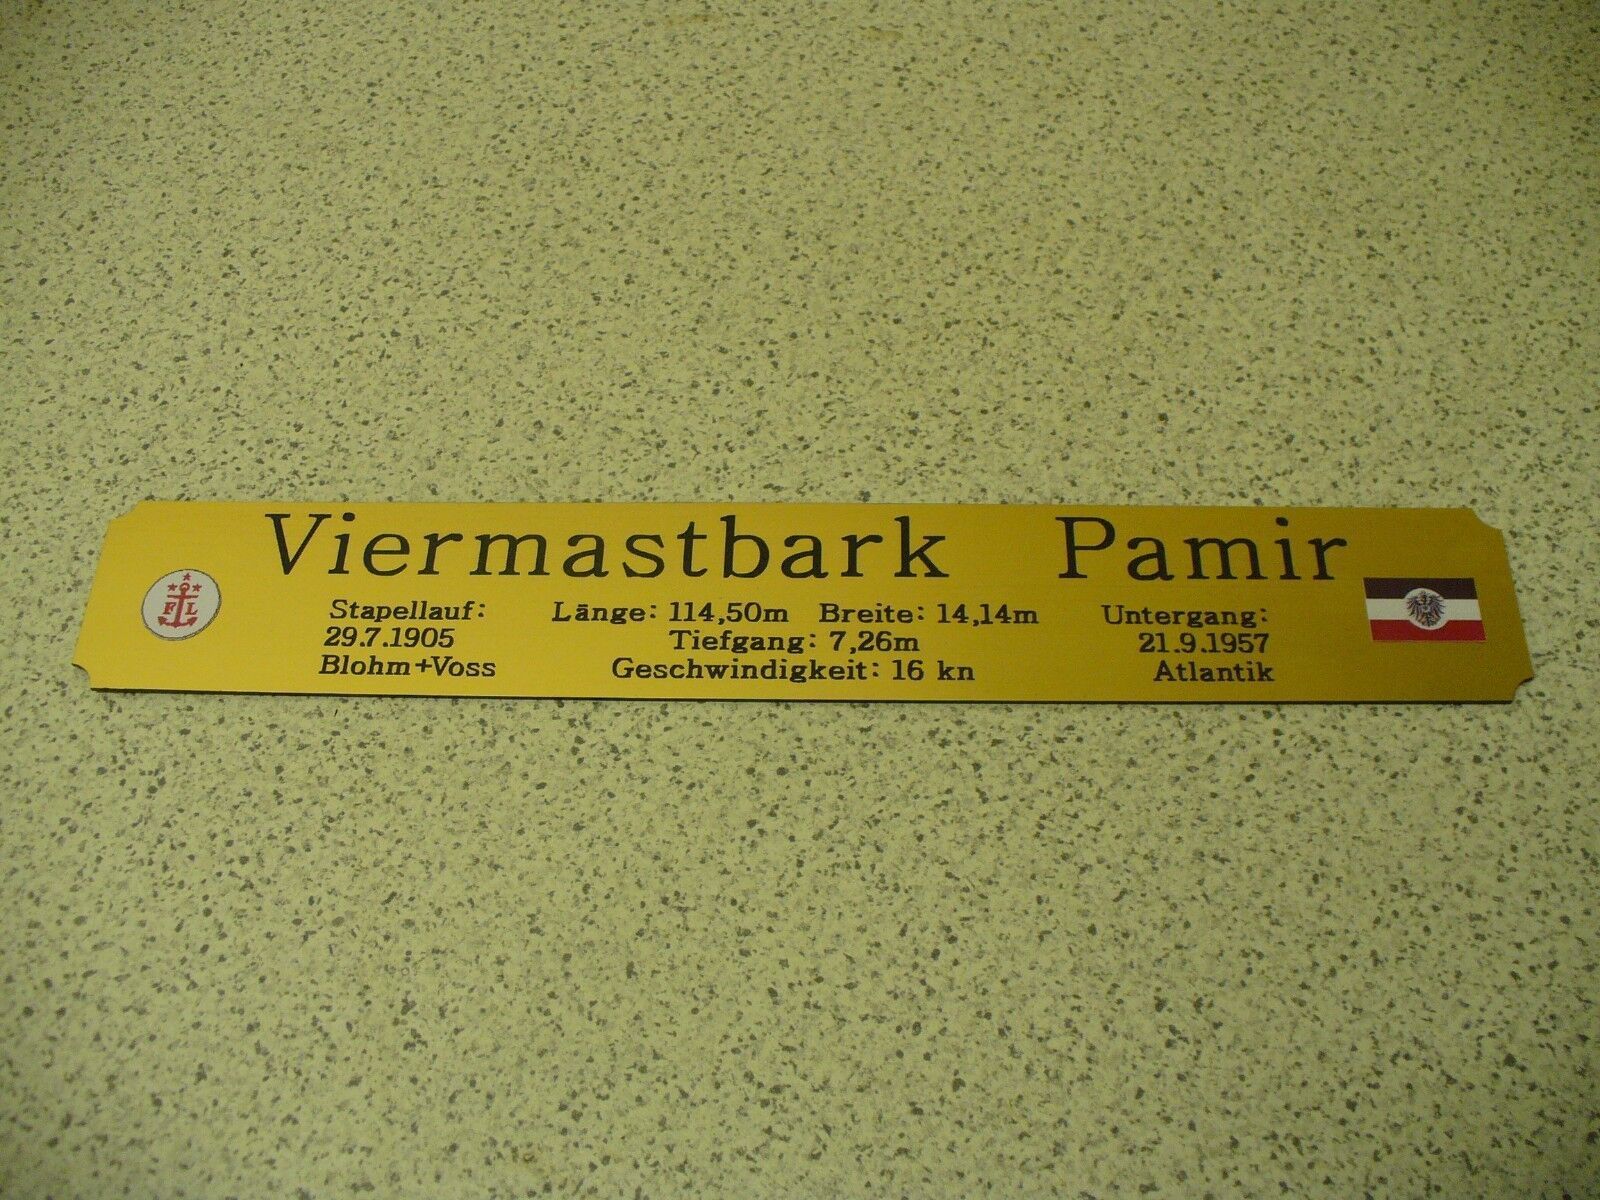 Viermastbark Pamir
F L
Stapellauf:
29.7.1905
Blohm+Voss
Länge: 114,50m Breite: 14,14m
Tiefgang: 7,26m
Geschwindigkeit: 16 kn
Untergang:
21.9.1957
Atlantik